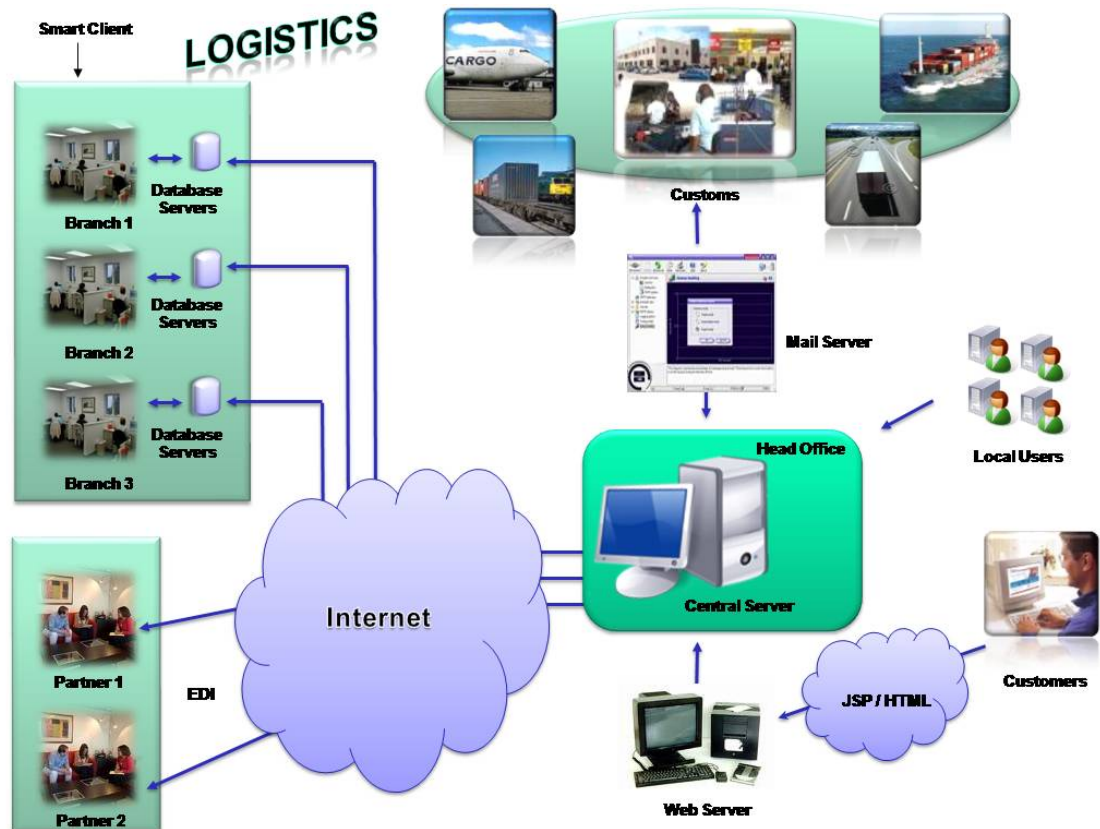 Smart Client
LOGISTICS
CARGO
Database
Servers
Branch 1
Database
Servers
Branch 2
Database
Servers
Branch 3
Customs
Mail Server
Head Office
Central Server
Local Users
Internet
Partner 1
EDI
Partner 2
JSP / HTML
Customers
Web Server